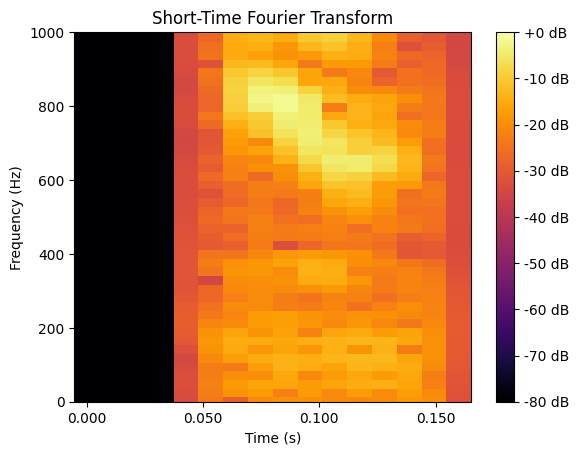 Short-Time Fourier Transform
1000
800
600
400
200
0
Frequency (Hz)
0.000
0.050
0.100
0.150
Time (s)
+0 dB
-10 dB
-20 dB
-30 dB
-40 dB
-50 dB
-60 dB
-70 dB
-80 dB